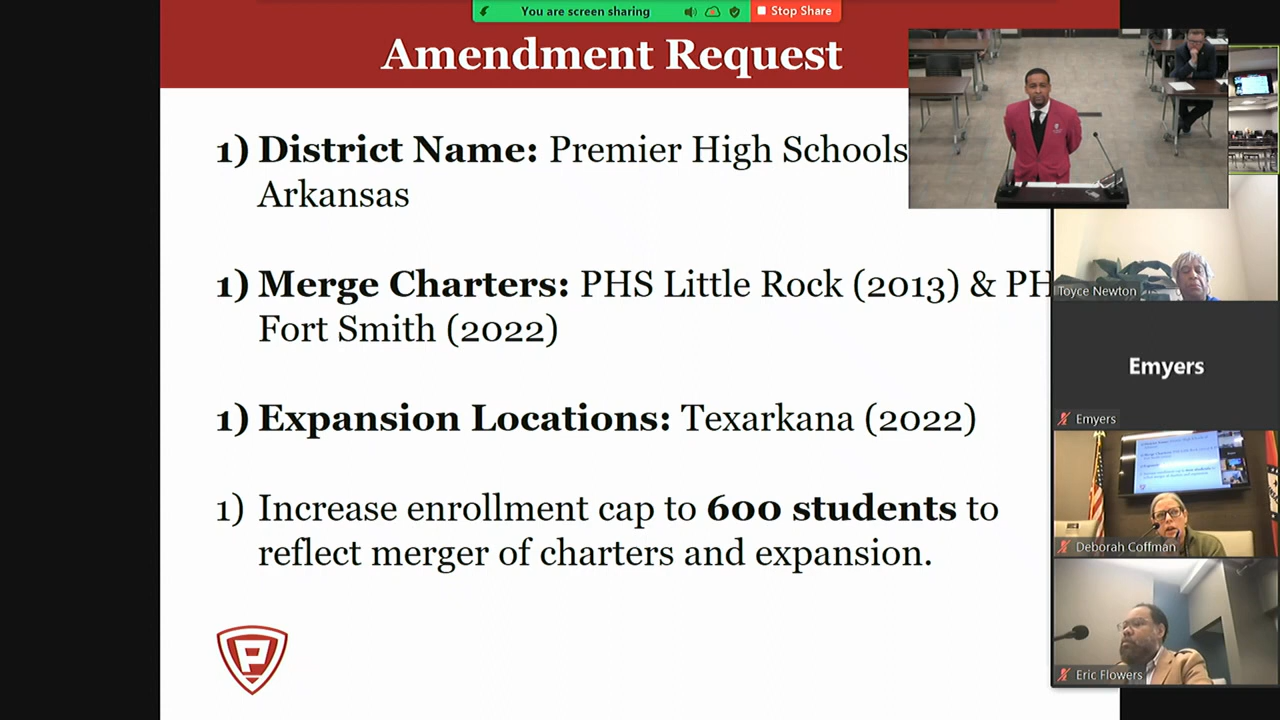 You are screen sharing
Stop Share
Amendment Request
1) District Name: Premier High Schools
Arkansas
1) Merge Charters: PHS Little Rock (2013) & PH
Fort Smith (2022)
1) Expansion Locations: Texarkana (2022)
1) Increase enrollment cap to 600 students to
reflect merger of charters and expansion.
P
Toyce Newton
Emyers
Emyers
Deborah Coffman
Eric Flowers